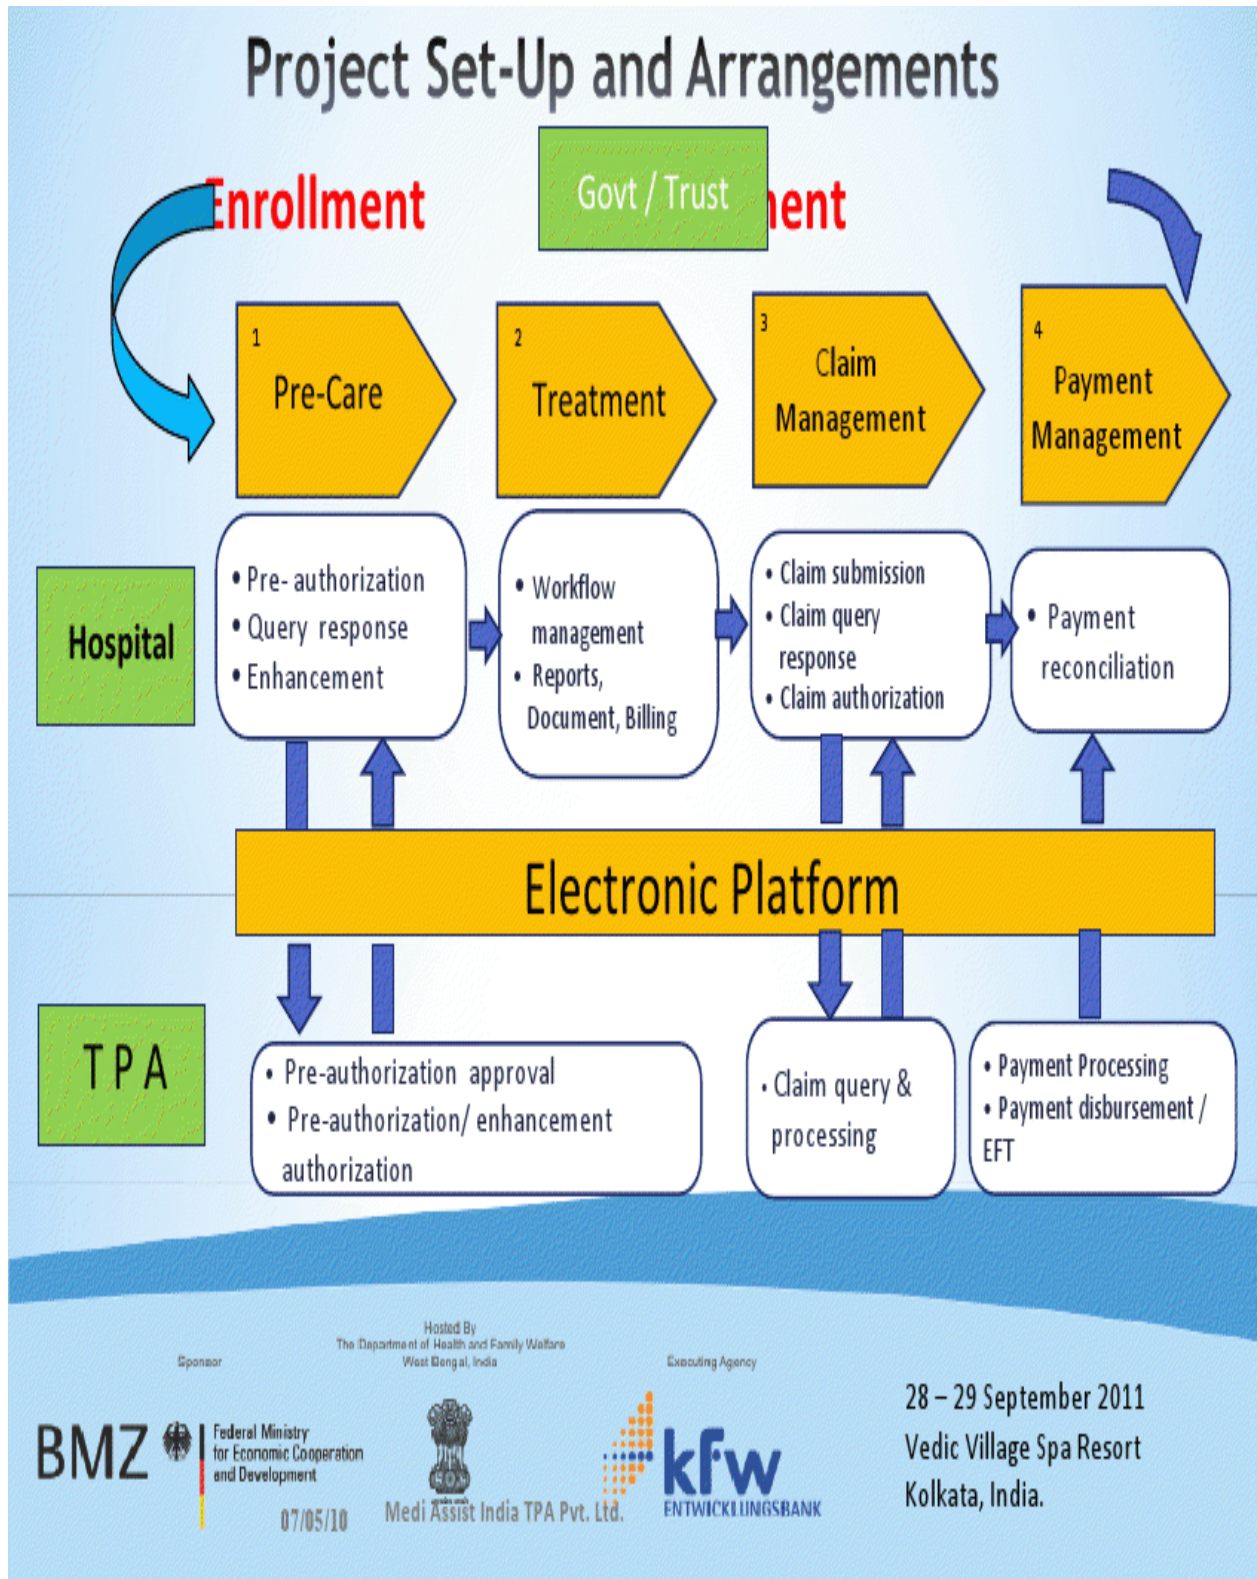 Project Set-Up and Arrangements
Enrollment
Govt / Trust
ment
1
Pre-Care
2
Treatment
3
Claim
Management
4
Payment
Management
Hospital
• Pre- authorization
• Query response
• Enhancement
• Workflow
management
• Reports,
Document, Billing
• Claim submission
• Claim query
response
• Claim authorization
• Payment
reconciliation
Electronic Platform
T P A
• Pre-authorization approval
• Pre-authorization/ enhancement
authorization
• Claim query &
processing
• Payment Processing
• Payment disbursement /
EFT
Sponsor
Hosted By
The Department of Health and Family Welfare
West Bengal, India
Executing Agency
BMZ
Federal Ministry
for Economic Cooperation
and Development
kfw
ENTWICKLUNGSBANK
28 – 29 September 2011
Vedic Village Spa Resort
Kolkata, India.
07/05/10
Medi Assist India TPA Pvt. Ltd.